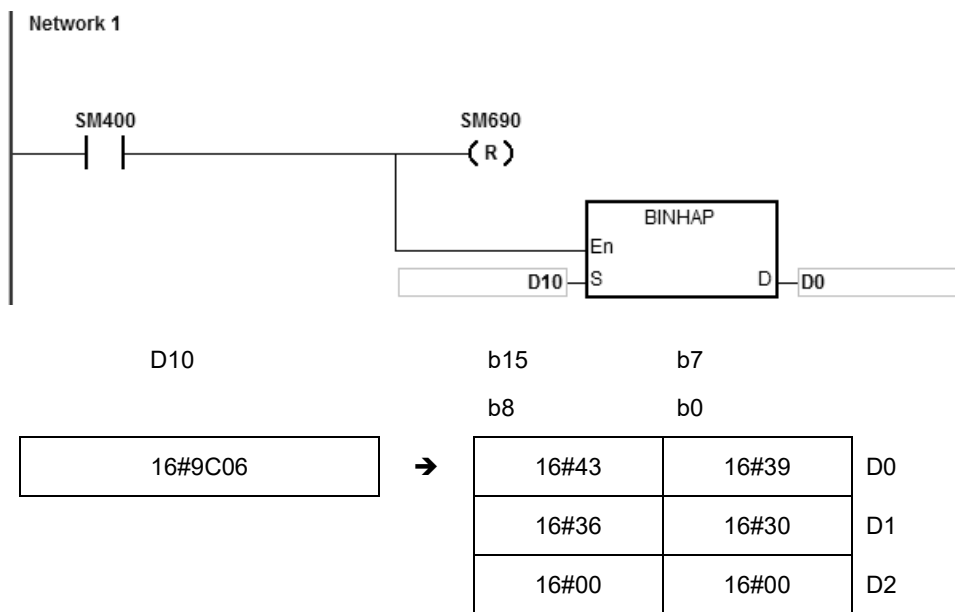 Network 1
SM400 SM690
( R )
BINHAP
En
D10 S D D0
D10 b15 b7
b8 b0
16#9C06 ➔ 16#43 16#39 D0
16#36 16#30 D1
16#00 16#00 D2